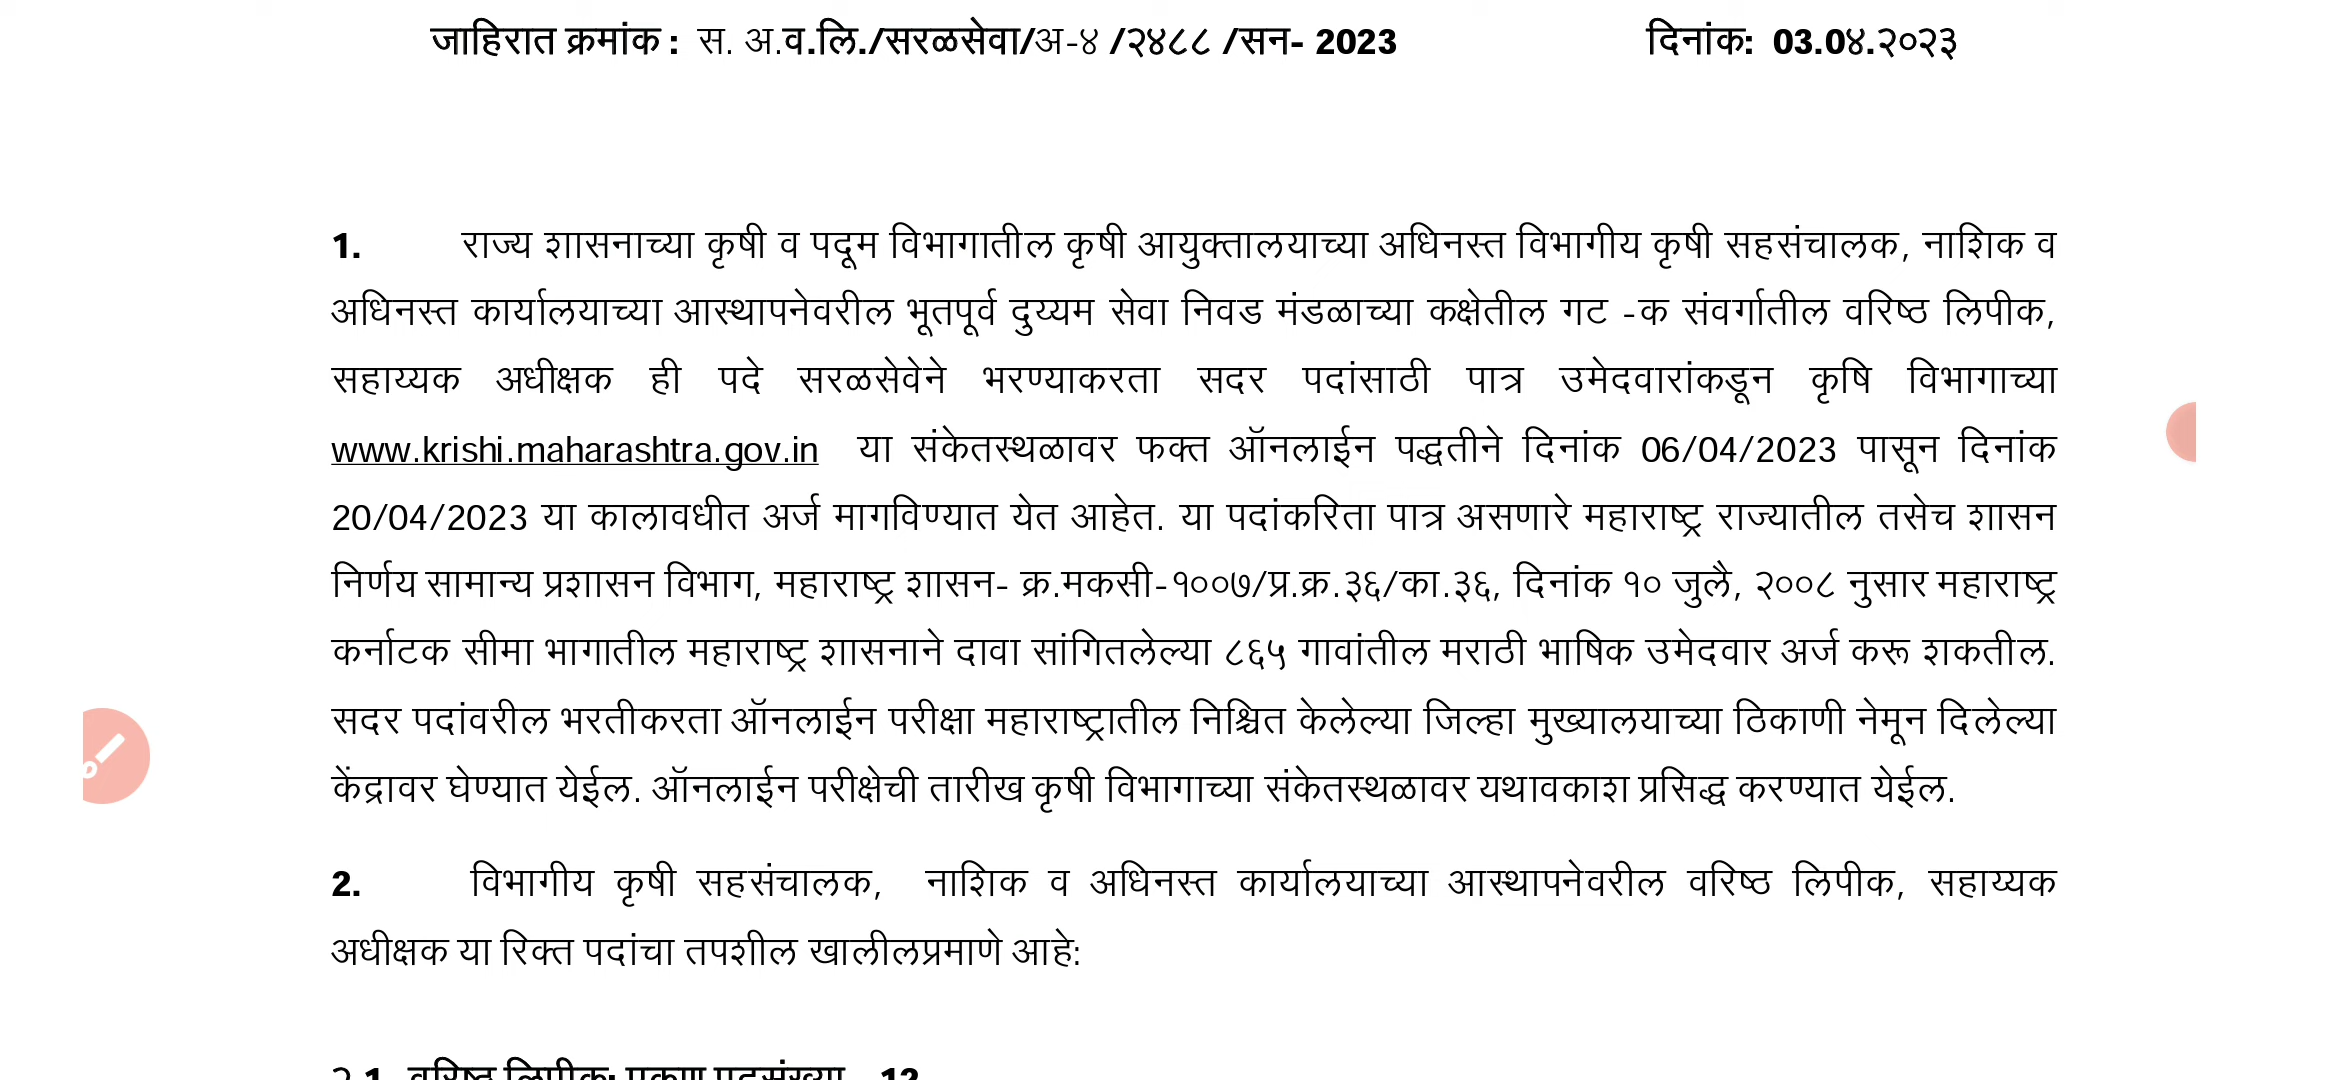 जाहिरात क्रमांक : स. अ.व.लि./सरळसेवा/अ-४ /२४८८ /सन- 2023 दिनांक: 03.0४.२०२३
1. राज्य शासनाच्या कृषी व पदूम विभागातील कृषी आयुक्तालयाच्या अधिनस्त विभागीय कृषी सहसंचालक, नाशिक व
अधिनस्त कार्यालयाच्या आस्थापनेवरील भूतपूर्व दुय्यम सेवा निवड मंडळाच्या कक्षेतील गट -क संवर्गातील वरिष्ठ लिपीक,
सहाय्यक अधीक्षक ही पदे सरळसेवेने भरण्याकरता सदर पदांसाठी पात्र उमेदवारांकडून कृषि विभागाच्या
www.krishi.maharashtra.gov.in या संकेतस्थळावर फक्त ऑनलाईन पद्धतीने दिनांक 06/04/2023 पासून दिनांक
20/04/2023 या कालावधीत अर्ज मागविण्यात येत आहेत. या पदांकरिता पात्र असणारे महाराष्ट्र राज्यातील तसेच शासन
निर्णय सामान्य प्रशासन विभाग, महाराष्ट्र शासन- क्र.मकसी-१००७/प्र.क्र.३६/का.३६, दिनांक १० जुलै, २००८ नुसार महाराष्ट्र
कर्नाटक सीमा भागातील महाराष्ट्र शासनाने दावा सांगितलेल्या ८६५ गावांतील मराठी भाषिक उमेदवार अर्ज करू शकतील.
सदर पदांवरील भरतीकरता ऑनलाईन परीक्षा महाराष्ट्रातील निश्चित केलेल्या जिल्हा मुख्यालयाच्या ठिकाणी नेमून दिलेल्या
केंद्रावर घेण्यात येईल. ऑनलाईन परीक्षेची तारीख कृषी विभागाच्या संकेतस्थळावर यथावकाश प्रसिद्ध करण्यात येईल.
2. विभागीय कृषी सहसंचालक, नाशिक व अधिनस्त कार्यालयाच्या आस्थापनेवरील वरिष्ठ लिपीक, सहाय्यक
अधीक्षक या रिक्त पदांचा तपशील खालीलप्रमाणे आहे:
वरिष्ठ लिपीक: एकूण पदसंख्या